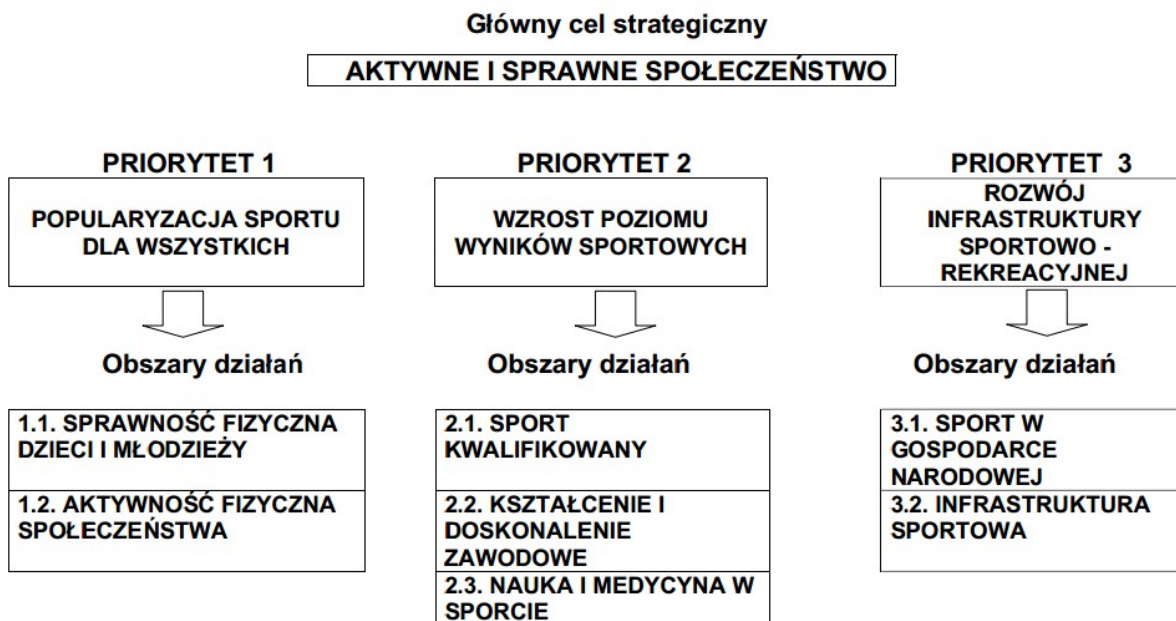 Główny cel strategiczny
AKTYWNE I SPRAWNE SPOŁECZEŃSTWO
PRIORYTET 1
POPULARYZACJA SPORTU
DLA WSZYSTKICH
Obszary działań
1.1. SPRAWNOŚĆ FIZYCZNA
DZIECI I MŁODZIEŻY
1.2. AKTYWNOŚĆ FIZYCZNA
SPOŁECZEŃSTWA
PRIORYTET 2
WZROST POZIOMU
WYNIKÓW SPORTOWYCH
Obszary działań
2.1. SPORT
KWALIFIKOWANY
2.2. KSZTAŁCENIE I
DOSKONALENIE
ZAWODOWE
2.3. NAUKA I MEDYCYNA W
SPORCIE
PRIORYTET 3
ROZWÓJ
INFRASTRUKTURY
SPORTOWO -
REKREACYJNEJ
Obszary działań
3.1. SPORT W
GOSPODARCE
NARODOWEJ
3.2. INFRASTRUKTURA
SPORTOWA